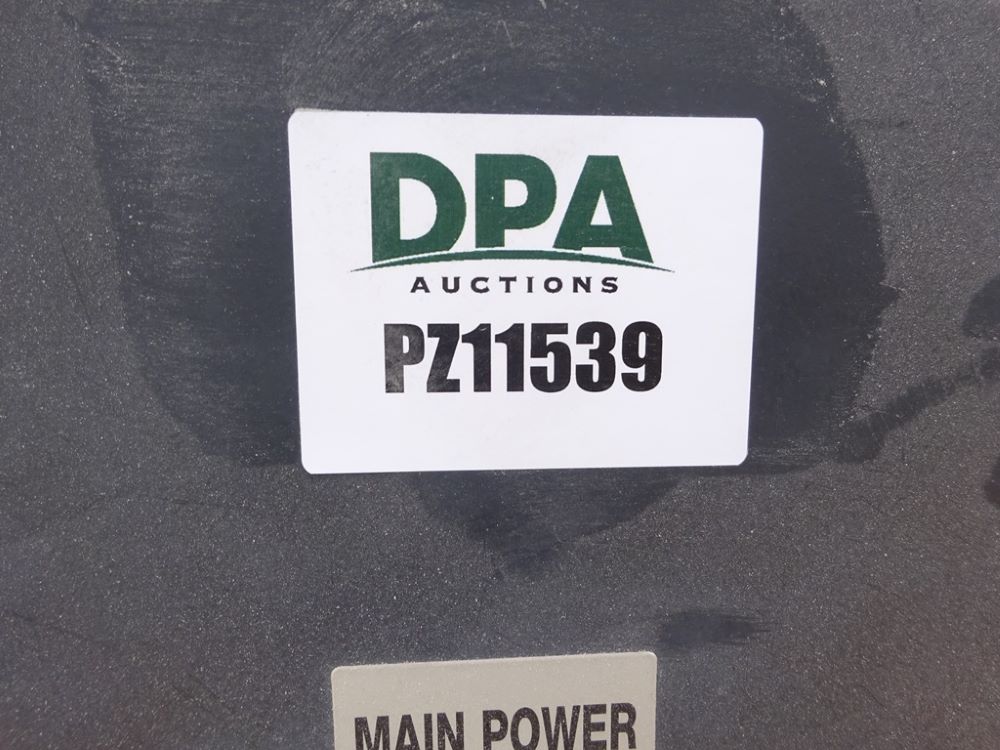 DPA
AUCTIONS
PZ11539
MAIN POWER